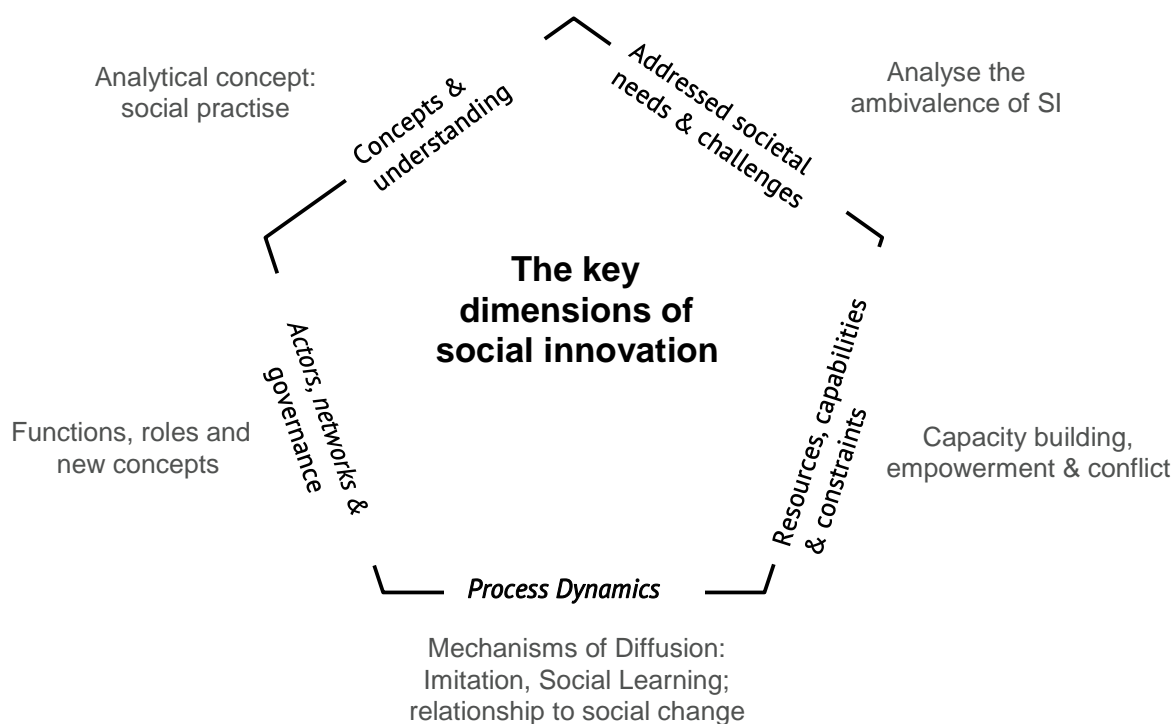 Analytical concept:
social practise
Concepts &
understanding
Addressed societal
needs & challenges
Analyse the
ambivalence of SI
The key
dimensions of
social innovation
Actors, networks &
governance
Functions, roles and
new concepts
Resources, capabilities
& constraints
Capacity building,
empowerment & conflict
Process Dynamics
Mechanisms of Diffusion:
Imitation, Social Learning;
relationship to social change